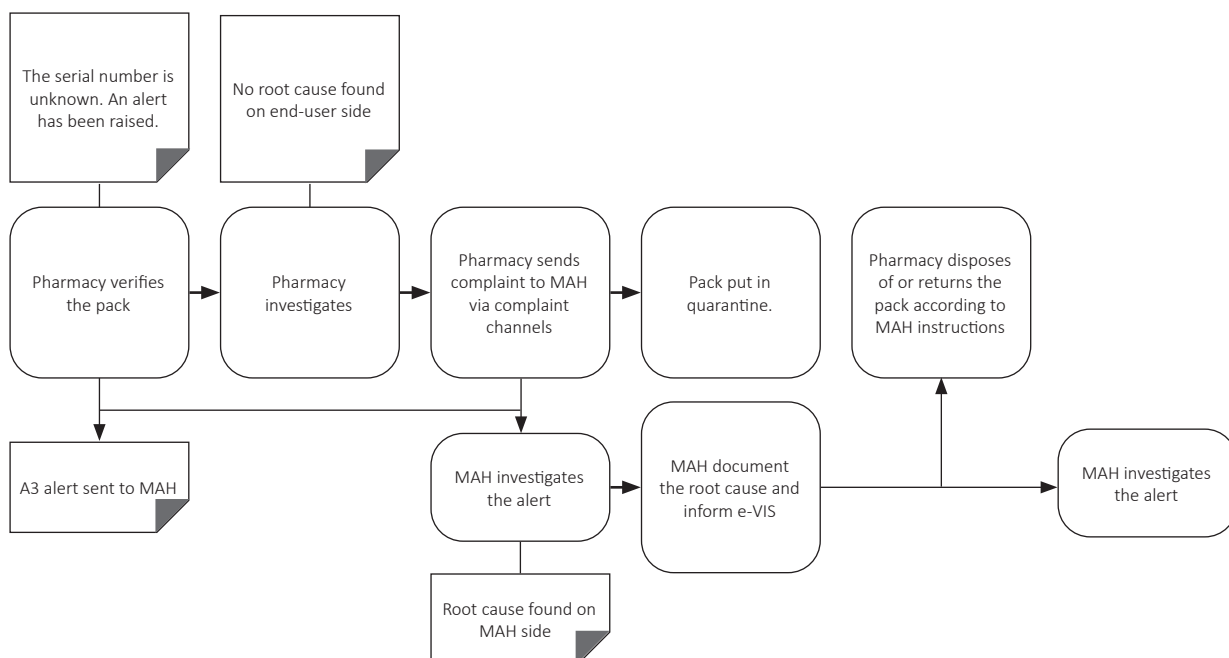 The serial number is
unknown. An alert
has been raised.
No root cause found
on end-user side
Pharmacy verifies
the pack
Pharmacy
investigates
Pharmacy sends
complaint to MAH
via complaint
channels
Pack put in
quarantine.
Pharmacy disposes
of or returns the
pack according to
MAH instructions
A3 alert sent to MAH
MAH investigates
the alert
MAH document
the root cause and
inform e-VIS
MAH investigates
the alert
Root cause found on
MAH side